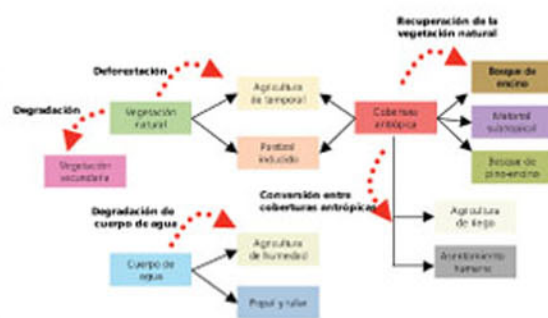 Recuperación de la
vegetación natural
Deforestación
Bosque de
encino
Agricultura
de temporal
Degradación
Vegetación
natural
Cobertura
antrópica
Matorral
subtropical
Pastizal
inducido
Vegetación
secundaria
Bosque de
pino-encino
Conversión entre
coberturas antrópicas
Degradación de
cuerpo de agua
Agricultura
de riego
Agricultura
de humedad
Cuerpo de
agua
Asentamiento
humano
Popal y tular